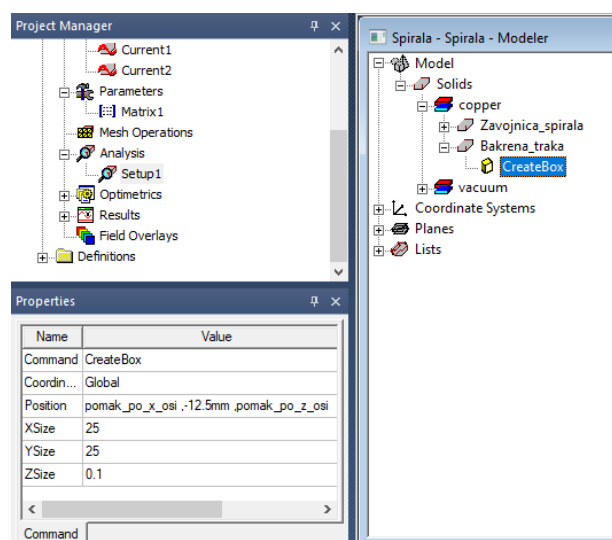 Project Manager
Current1
Current2
Parameters
Matrix1
Mesh Operations
Analysis
Setup1
Optimetrics
Results
Field Overlays
Definitions
Properties
Name Value
Command CreateBox
Coordin... Global
Position pomak_po_x_osi ,-12.5mm ,pomak_po_z_osi
XSize 25
YSize 25
ZSize 0.1
Command
Spirala - Spirala - Modeler
Model
Solids
copper
Zavojnica_spirala
Bakrena_traka
CreateBox
vacuum
Coordinate Systems
Planes
Lists